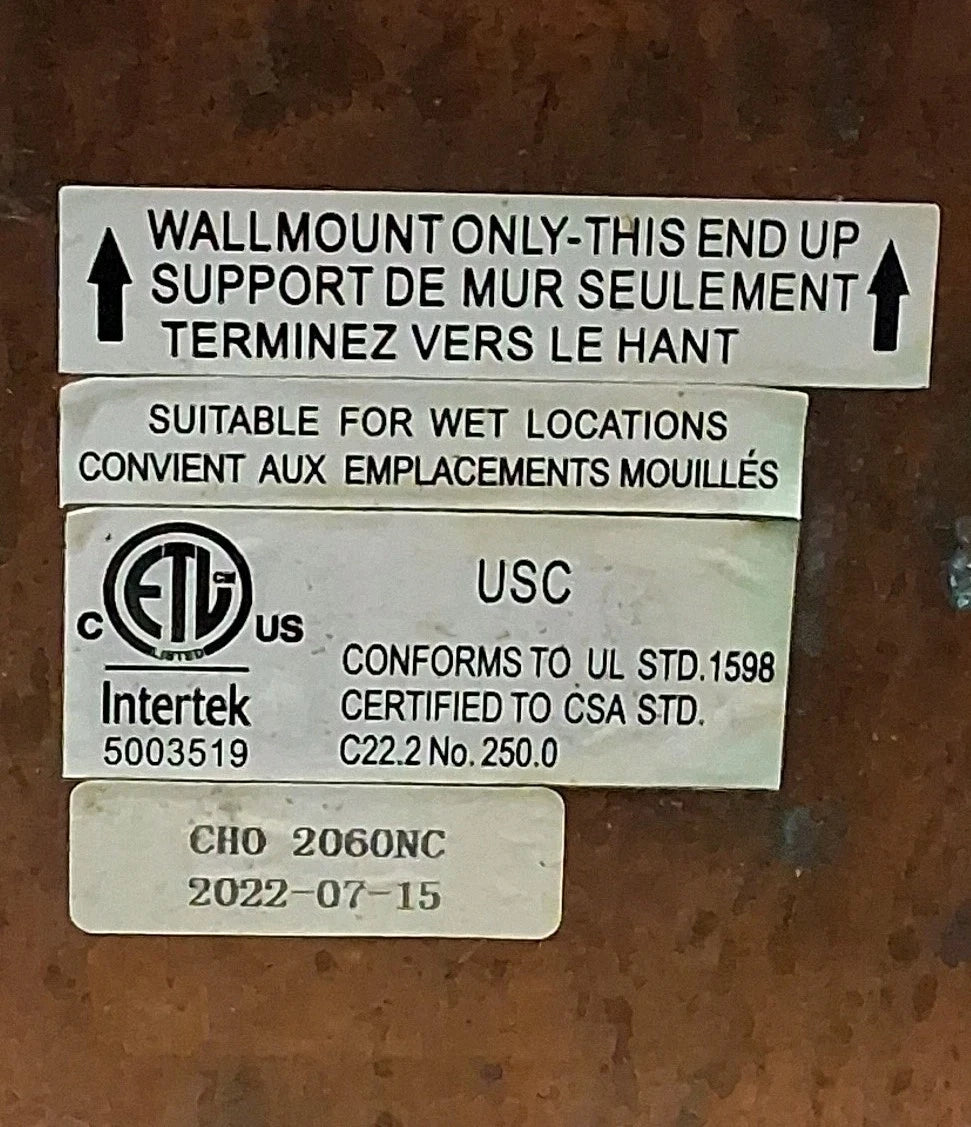 WALLMOUNT ONLY-THIS END UP
SUPPORT DE MUR SEULEMENT
TERMINEZ VERS LE HANT
SUITABLE FOR WET LOCATIONS
CONVIENT AUX EMPLACEMENTS MOUILLÉS
ETL CM
C US
LISTED
Intertek
5003519
USC
CONFORMS TO UL STD.1598
CERTIFIED TO CSA STD.
C22.2 No. 250.0
CHO 2060NC
2022-07-15